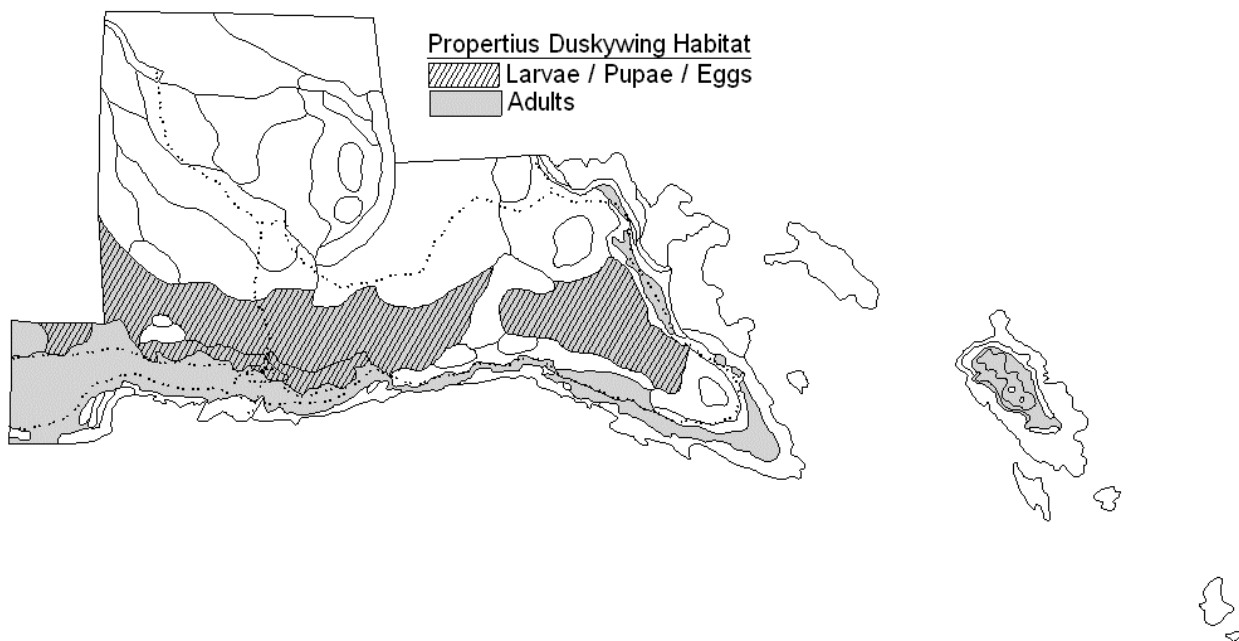 Propertius Duskywing Habitat
Larvae / Pupae / Eggs
Adults